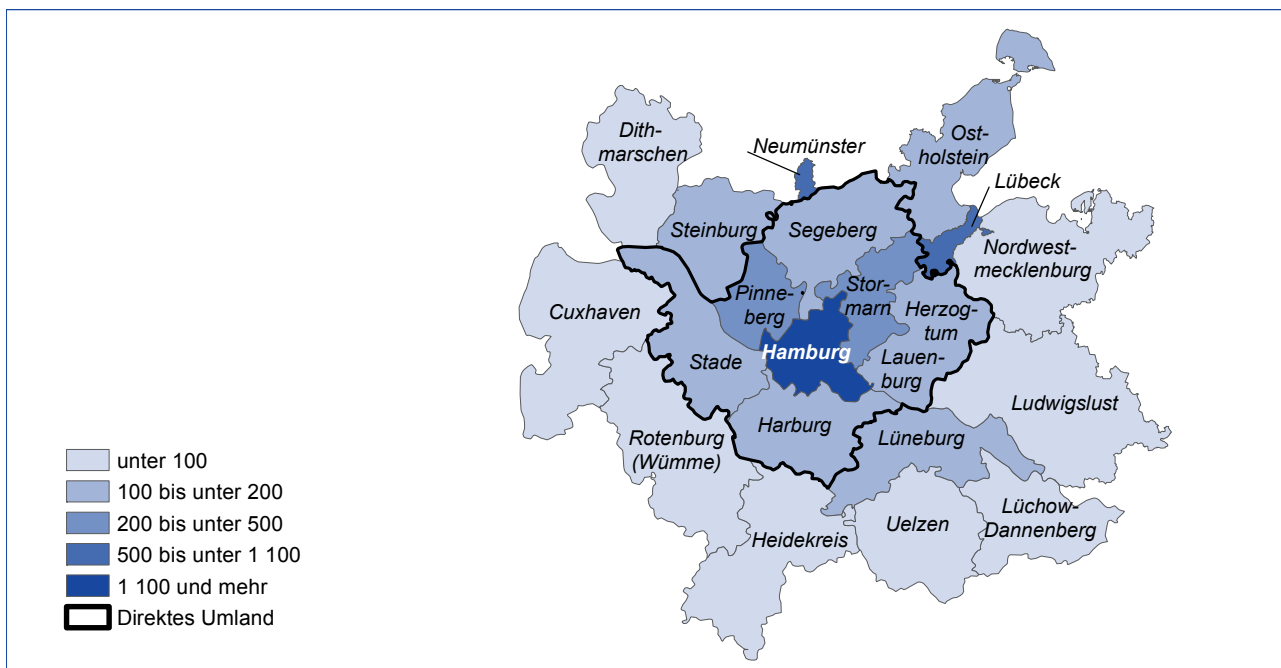 Dith-
marschen
Neumünster
Ost-
holstein
Lübeck
Steinburg
Segeberg
Nordwest-
mecklenburg
Cuxhaven
Pinne-
berg
Stor-
marn
Herzog-
tum
Lauen-
burg
Hamburg
Stade
Ludwigslust
Harburg
Lüneburg
Rotenburg
(Wümme)
Heidekreis
Uelzen
Lüchow-
Dannenberg
unter 100
100 bis unter 200
200 bis unter 500
500 bis unter 1 100
1 100 und mehr
Direktes Umland